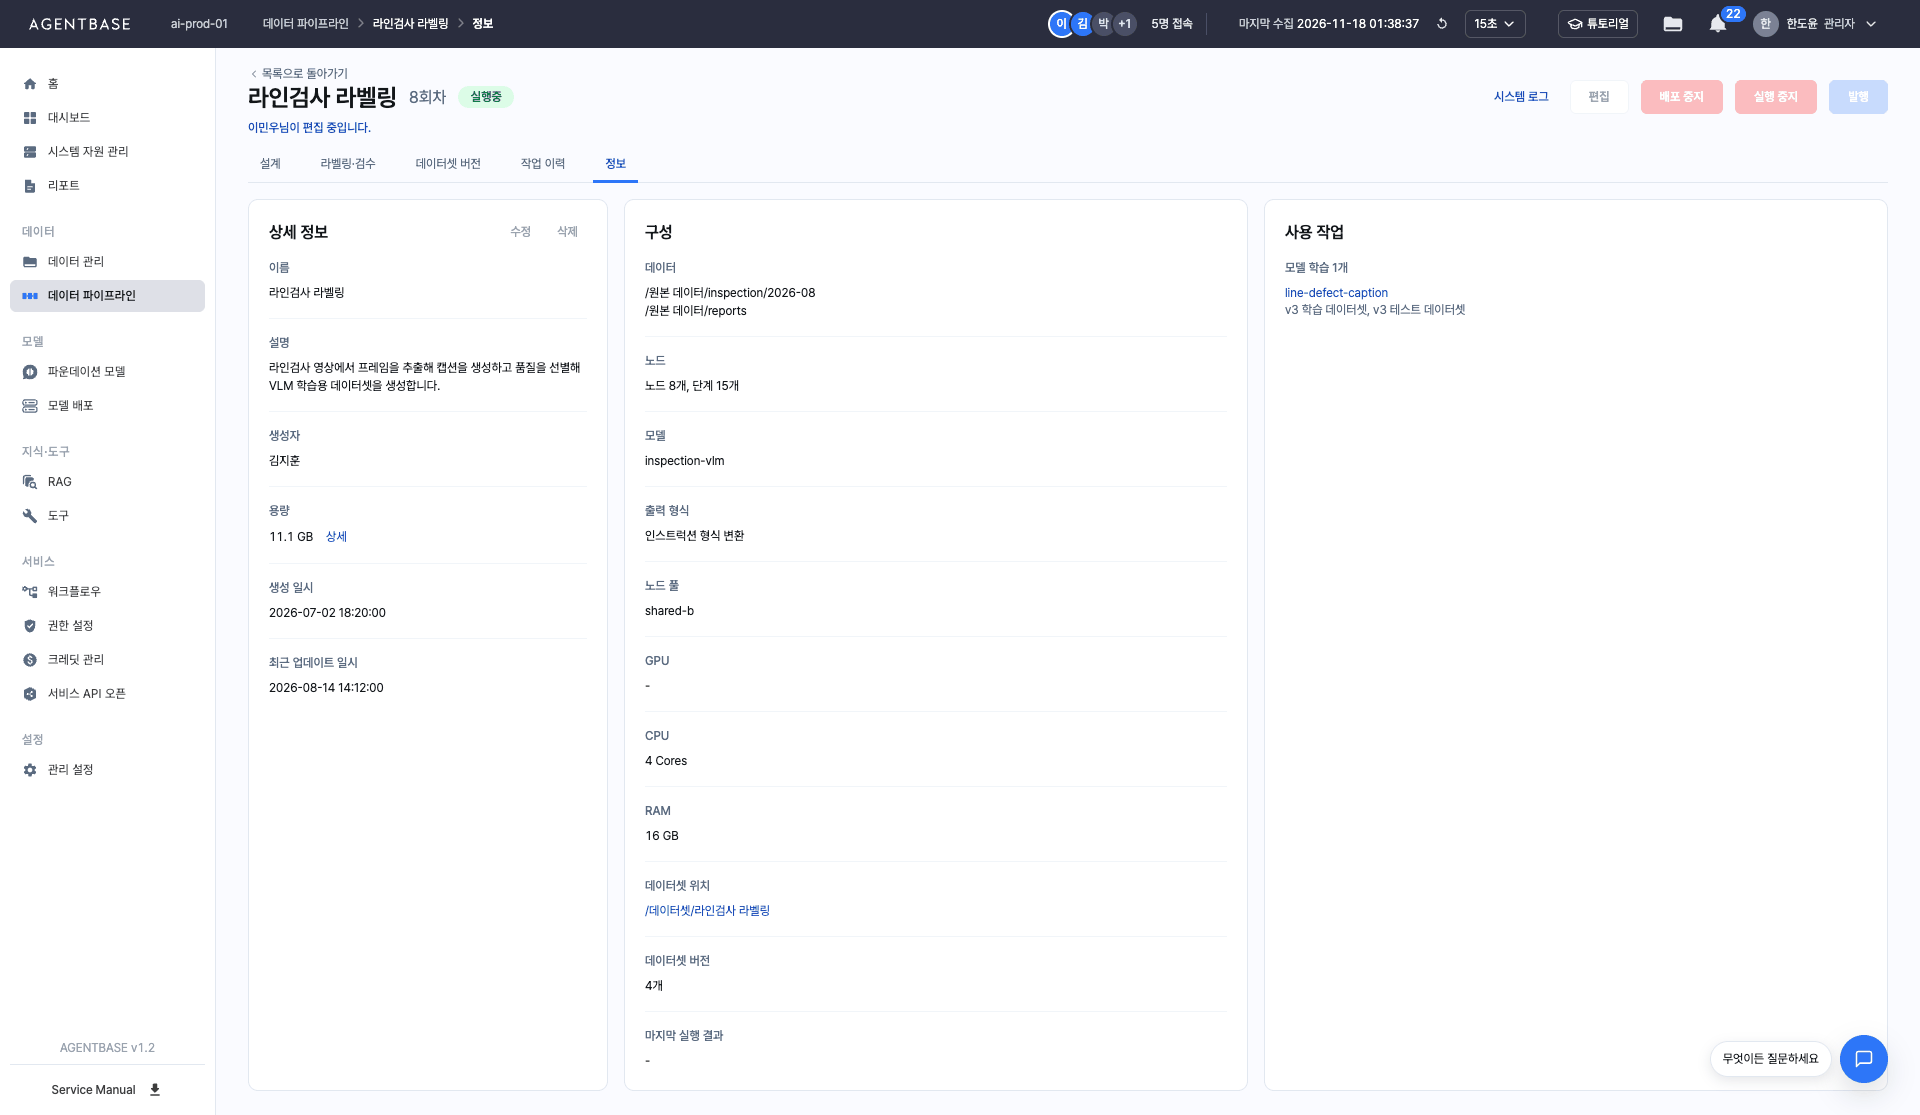 AGENTBASE
ai-prod-01
데이터 파이프라인 > 라인검사 라벨링 > 정보
이 김 박 +1 5명 접속
마지막 수집 2026-11-18 01:38:37
15초
튜토리얼
22
한 한도윤 관리자
홈
대시보드
시스템 자원 관리
리포트
데이터
데이터 관리
데이터 파이프라인
모델
파운데이션 모델
모델 배포
지식·도구
RAG
도구
서비스
워크플로우
권한 설정
크레딧 관리
서비스 API 오픈
설정
관리 설정
AGENTBASE v1.2
Service Manual
목록으로 돌아가기
라인검사 라벨링 8회차 실행중
이민우님이 편집 중입니다.
시스템 로그 편집 배포 중지 실행 중지 발행
설계 라벨링·검수 데이터셋 버전 작업 이력 정보
상세 정보 수정 삭제
이름
라인검사 라벨링
설명
라인검사 영상에서 프레임을 추출해 캡션을 생성하고 품질을 선별해
VLM 학습용 데이터셋을 생성합니다.
생성자
김지훈
용량
11.1 GB 상세
생성 일시
2026-07-02 18:20:00
최근 업데이트 일시
2026-08-14 14:12:00
구성
데이터
/원본 데이터/inspection/2026-08
/원본 데이터/reports
노드
노드 8개, 단계 15개
모델
inspection-vlm
출력 형식
인스트럭션 형식 변환
노드 풀
shared-b
GPU
-
CPU
4 Cores
RAM
16 GB
데이터셋 위치
/데이터셋/라인검사 라벨링
데이터셋 버전
4개
마지막 실행 결과
-
사용 작업
모델 학습 1개
line-defect-caption
v3 학습 데이터셋, v3 테스트 데이터셋
무엇이든 질문하세요